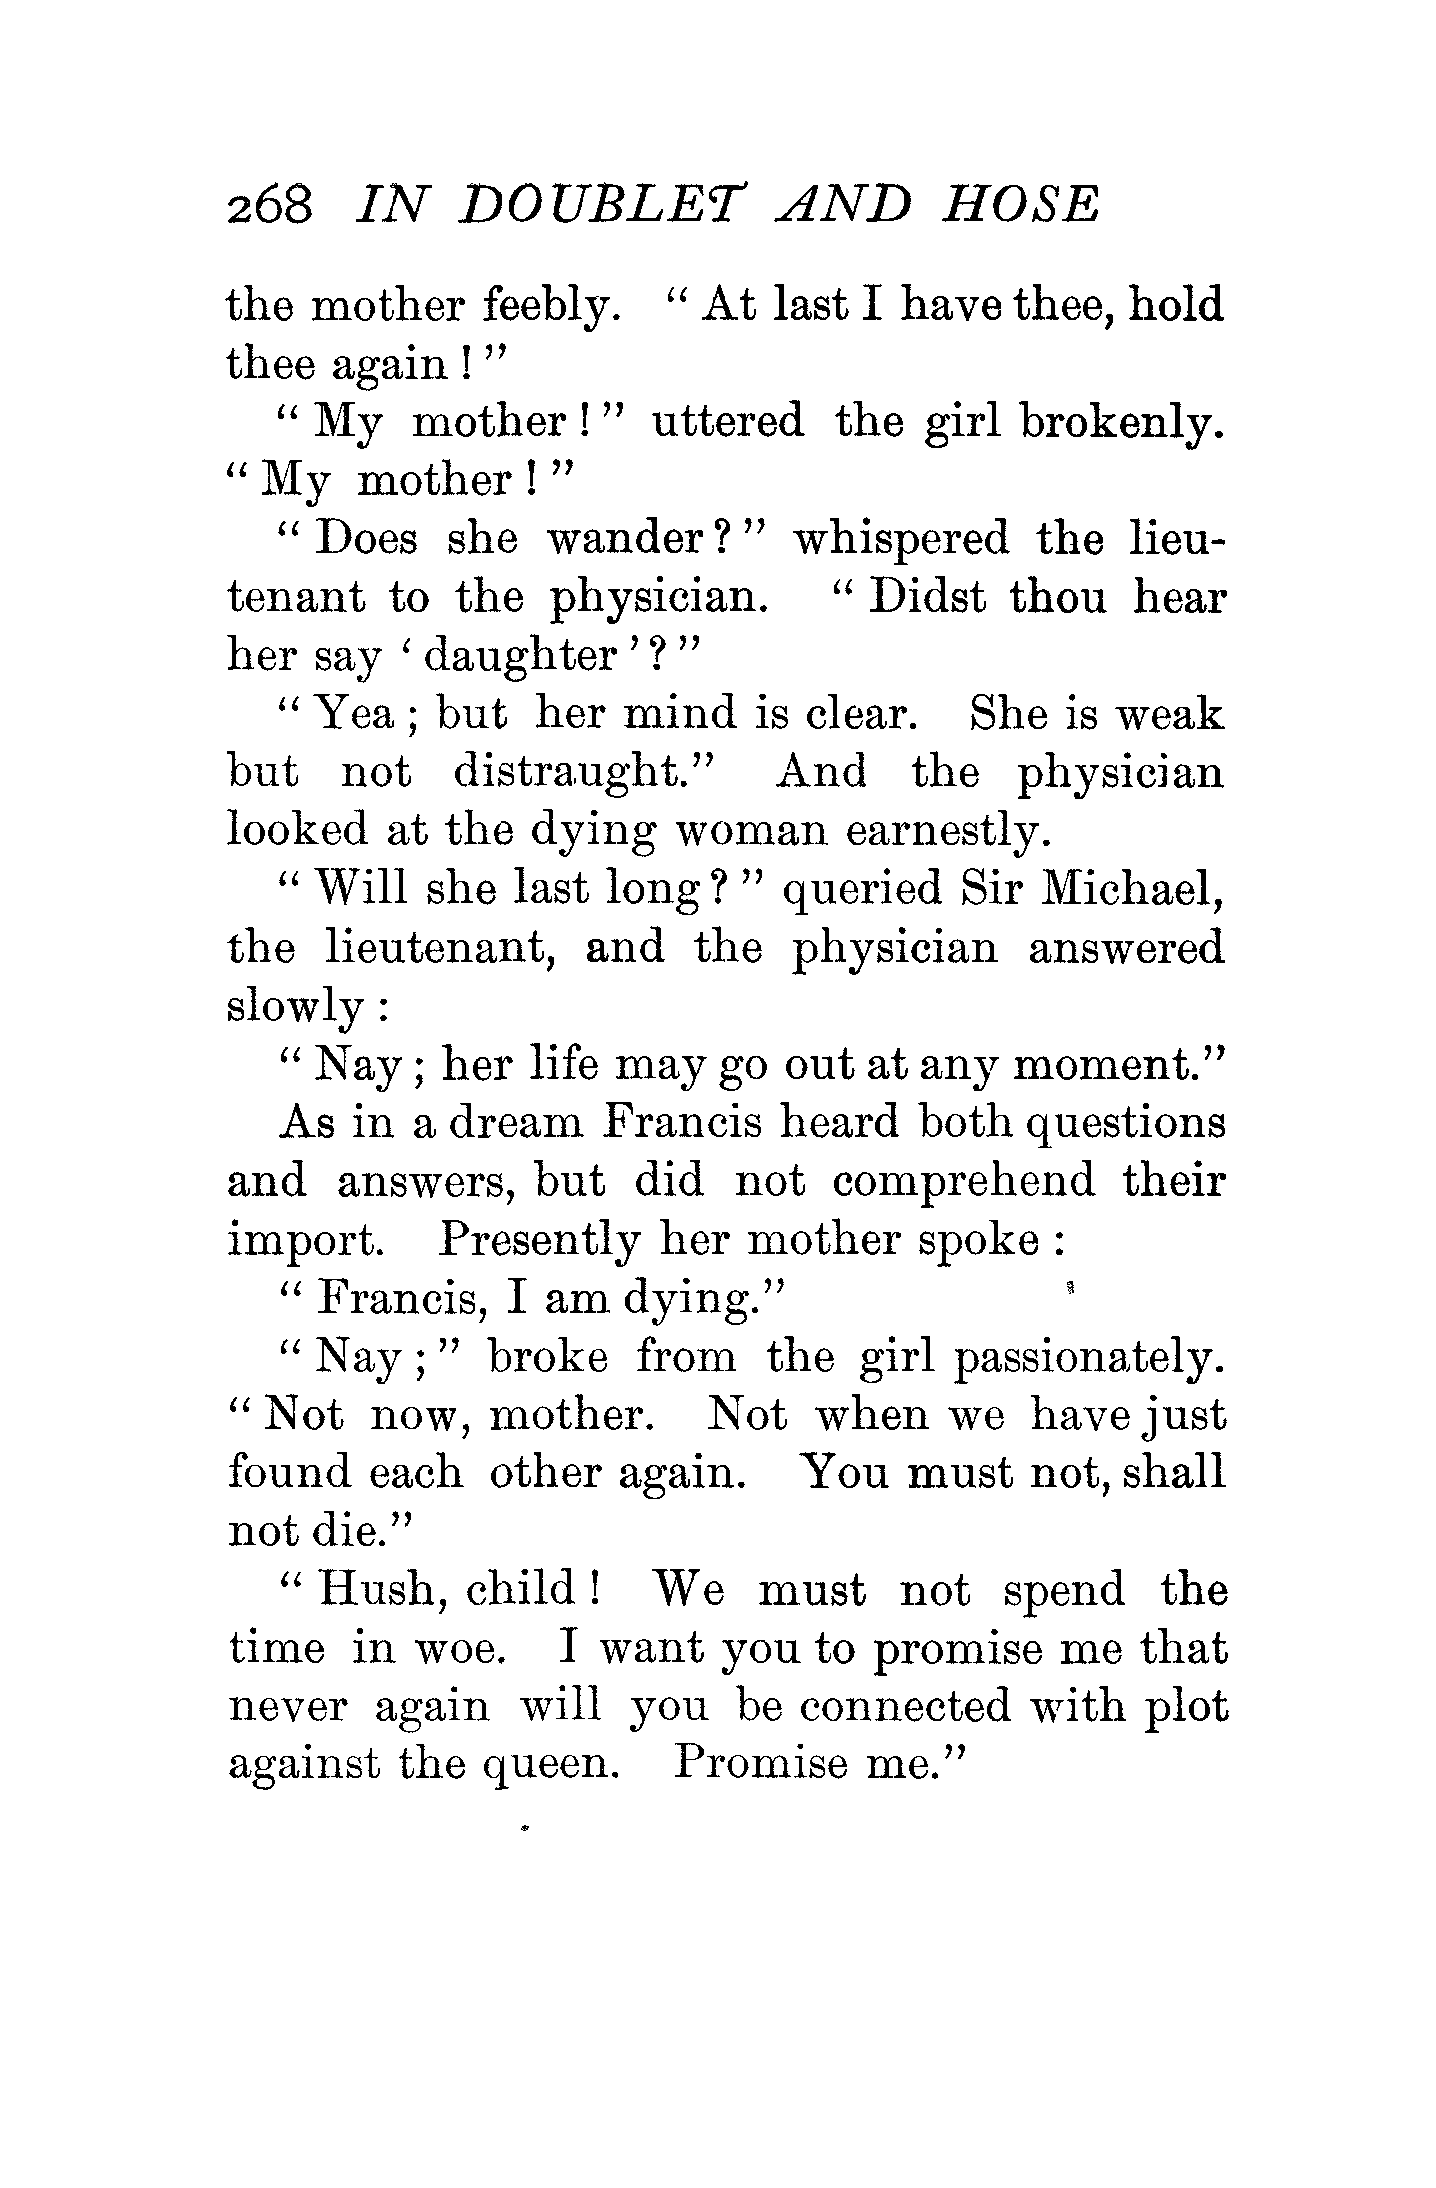 268 IN DOUBLET AND HOSE
the mother feebly. “ At last I have thee, hold
thee again ! ”
“ My mother ! ” uttered the girl brokenly.
“ My mother ! ”
“ Does she wander ? ” whispered the lieu-
tenant to the physician. “ Didst thou hear
her say ‘ daughter ’ ? ”
“ Yea ; but her mind is clear. She is weak
but not distraught.” And the physician
looked at the dying woman earnestly.
“ Will she last long ? ” queried Sir Michael,
the lieutenant, and the physician answered
slowly :
“ Nay ; her life may go out at any moment.”
As in a dream Francis heard both questions
and answers, but did not comprehend their
import. Presently her mother spoke :
“ Francis, I am dying.”
“ Nay ; ” broke from the girl passionately.
“ Not now, mother. Not when we have just
found each other again. You must not, shall
not die.”
“ Hush, child ! We must not spend the
time in woe. I want you to promise me that
never again will you be connected with plot
against the queen. Promise me.”